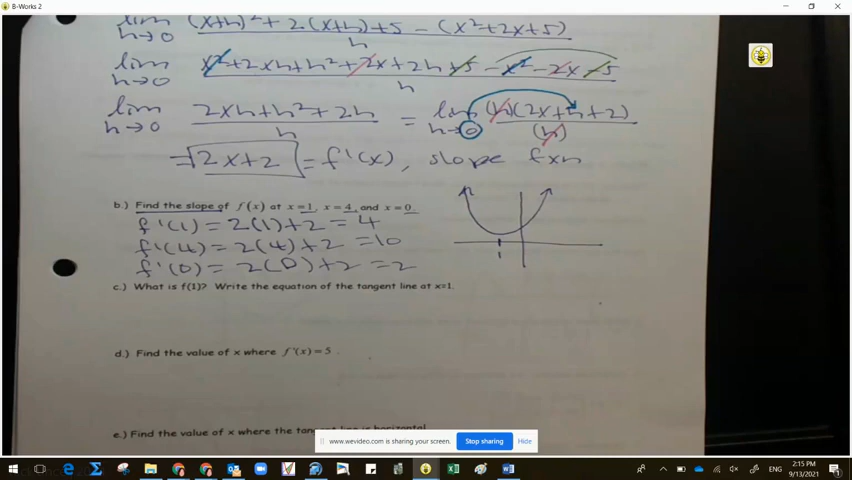 B-Works 2
lim (x+h)² + 2(x+h)+5 - (x²+2x+5)
h→0 h
lim x²+2xh+h²+2x+2h+5-x²-2x-5
h→0 h
lim 2xh+h²+2h = lim (h)(2x+h+2)
h→0 h h→0 (h)
= 2x+2 = f'(x), slope fxn
b.) Find the slope of f(x) at x=1, x=4, and x=0.
f'(1) = 2(1)+2 = 4
f'(4) = 2(4)+2 = 10
f'(0) = 2(0)+2 = 2
1
c.) What is f(1)? Write the equation of the tangent line at x=1.
d.) Find the value of x where f'(x)=5.
e.) Find the value of x where the tangent line is horizontal.
www.wevideo.com is sharing your screen. Stop sharing Hide
ENG 2:15 PM
9/13/2021